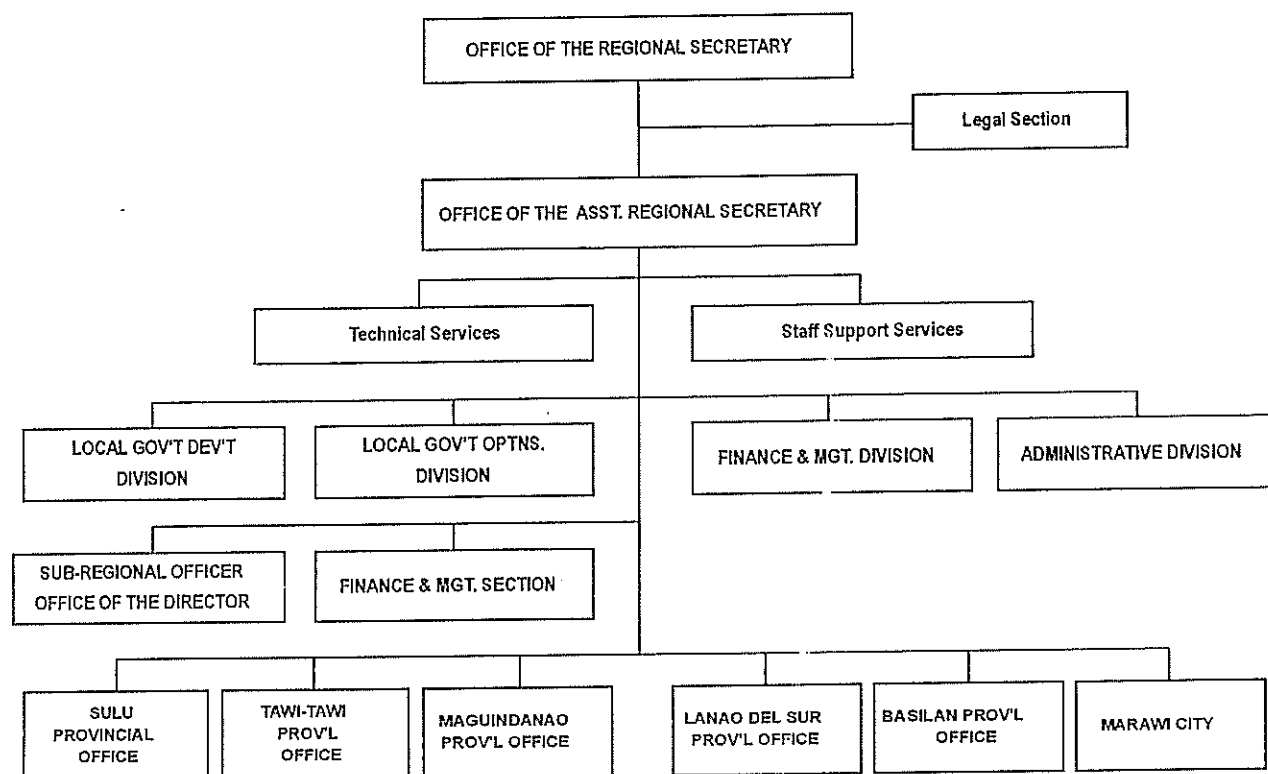 OFFICE OF THE REGIONAL SECRETARY
Legal Section
OFFICE OF THE ASST. REGIONAL SECRETARY
Technical Services
Staff Support Services
LOCAL GOV'T DEV'T
DIVISION
LOCAL GOV'T OPTNS.
DIVISION
FINANCE & MGT. DIVISION
ADMINISTRATIVE DIVISION
SUB-REGIONAL OFFICER
OFFICE OF THE DIRECTOR
FINANCE & MGT. SECTION
SULU
PROVINCIAL
OFFICE
TAWI-TAWI
PROV'L
OFFICE
MAGUINDANAO
PROV'L OFFICE
LANAO DEL SUR
PROV'L OFFICE
BASILAN PROV'L
OFFICE
MARAWI CITY